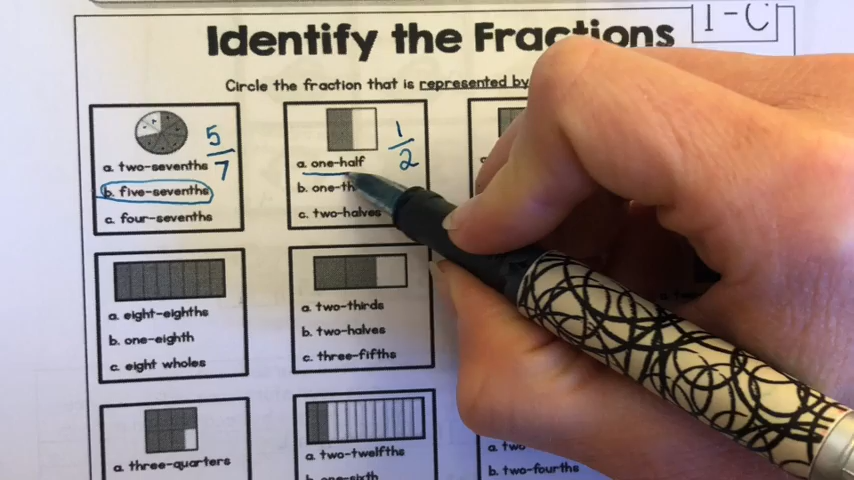 1-C
Identify the Fractions
Circle the fraction that is represented by
5/7
a. two-sevenths
b. five-sevenths
c. four-sevenths
1/2
a. one-half
c. two-halves
a. eight-eighths
b. one-eighth
c. eight wholes
a. two-thirds
b. two-halves
c. three-fifths
a. three-quarters
a. two-twelfths
b. one-sixth
b. two-fourths